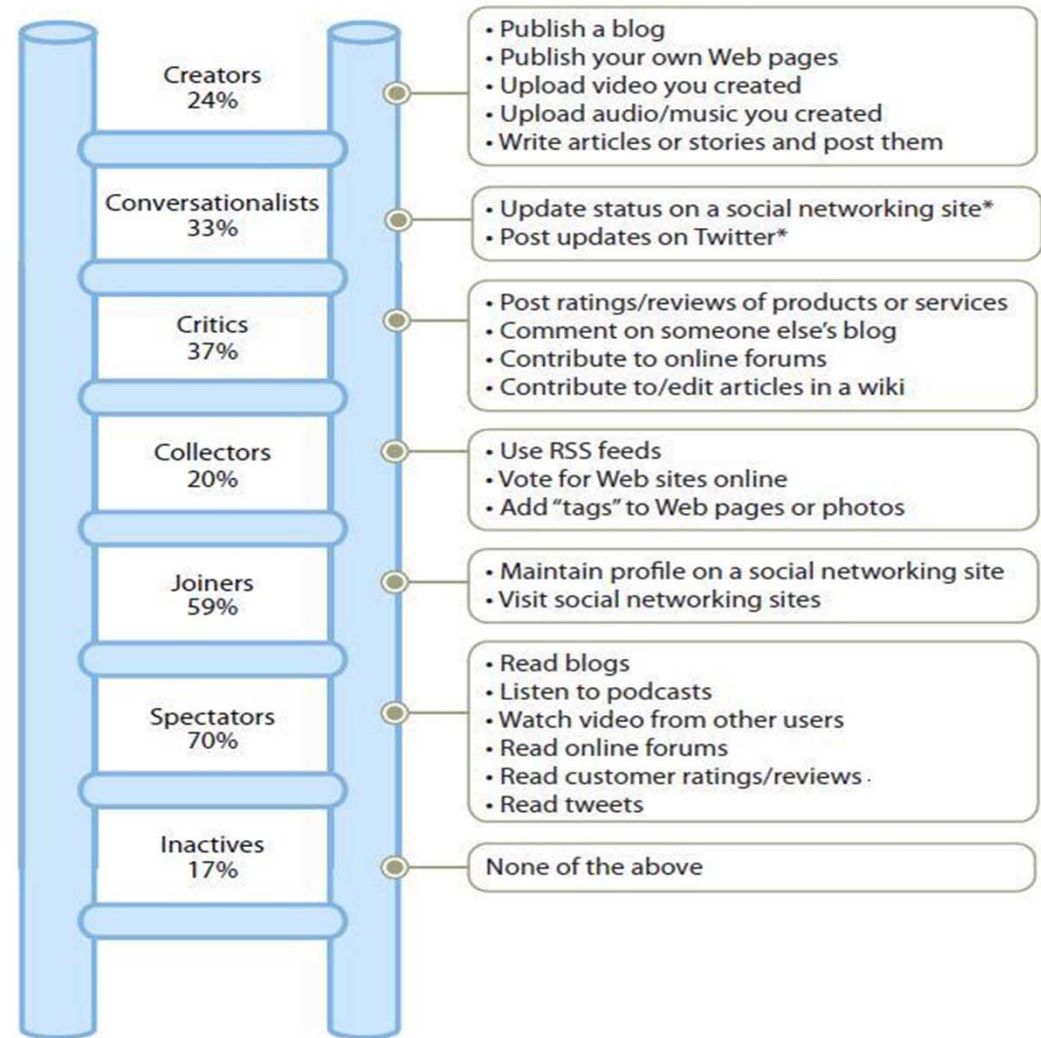 Creators
24%
• Publish a blog
• Publish your own Web pages
• Upload video you created
• Upload audio/music you created
• Write articles or stories and post them
Conversationalists
33%
• Update status on a social networking site*
• Post updates on Twitter*
Critics
37%
• Post ratings/reviews of products or services
• Comment on someone else’s blog
• Contribute to online forums
• Contribute to/edit articles in a wiki
Collectors
20%
• Use RSS feeds
• Vote for Web sites online
• Add “tags” to Web pages or photos
Joiners
59%
• Maintain profile on a social networking site
• Visit social networking sites
Spectators
70%
• Read blogs
• Listen to podcasts
• Watch video from other users
• Read online forums
• Read customer ratings/reviews
• Read tweets
Inactives
17%
None of the above